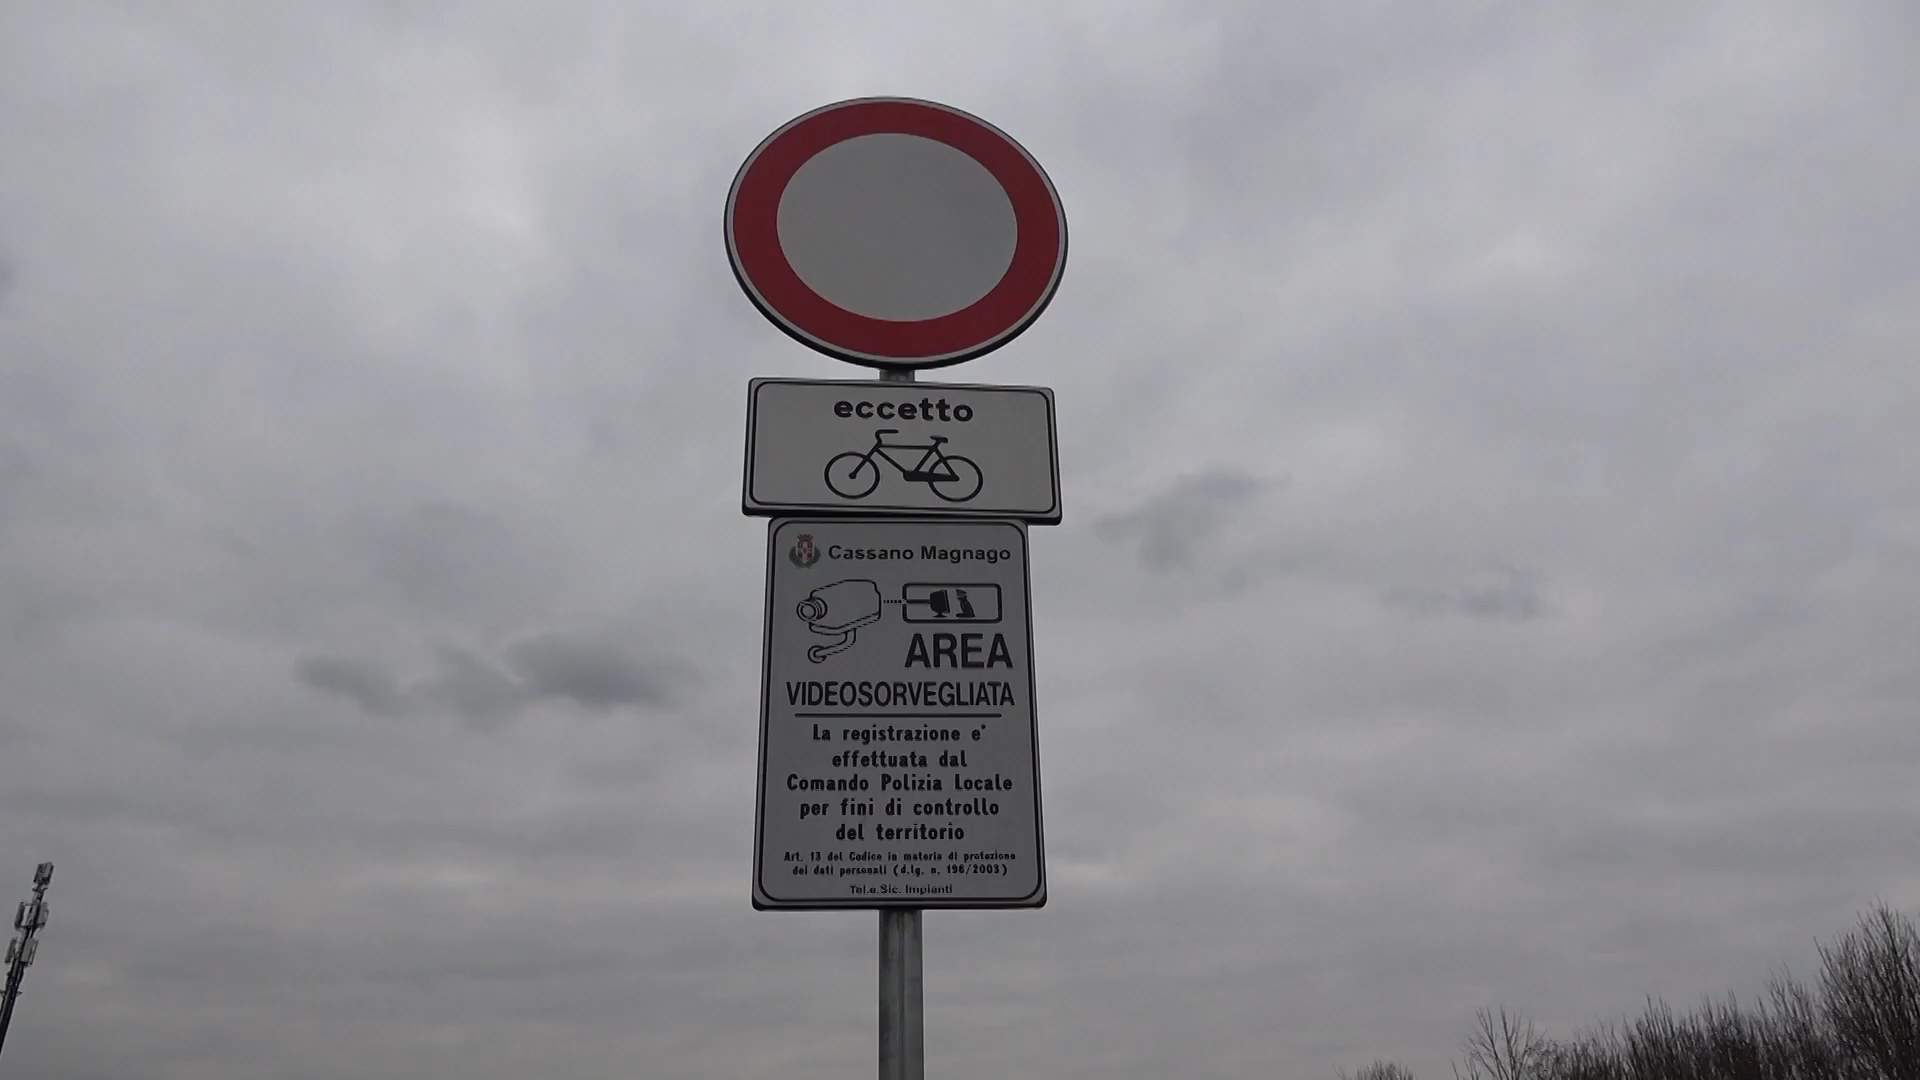 eccetto
Cassano Magnago
AREA
VIDEOSORVEGLIATA
La registrazione e'
effettuata dal
Comando Polizia Locale
per fini di controllo
del territorio
Art. 13 del Codice in materia di protezione
dei dati personali (d.lg. n. 196/2003)
Tel.e.Sic. Impianti